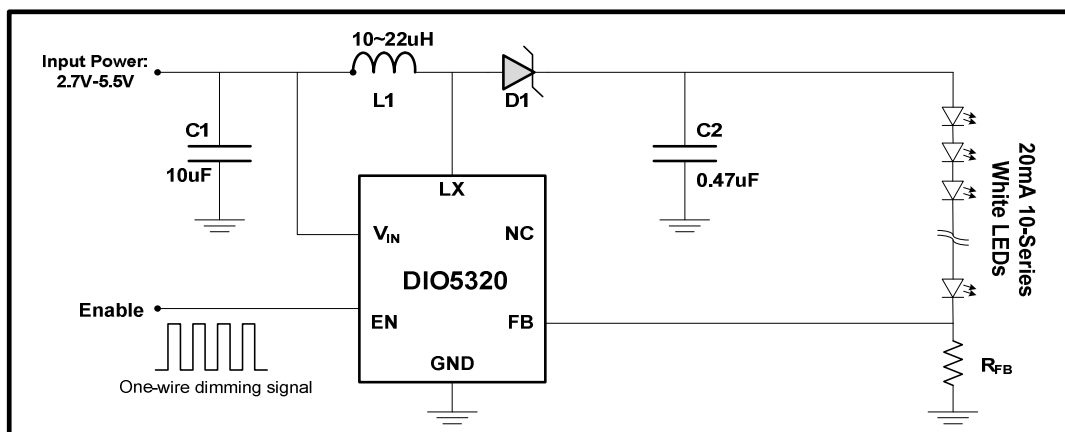 Input Power:
2.7V-5.5V
10~22uH
L1
D1
C1
10uF
C2
0.47uF
20mA 10-Series
White LEDs
LX
VIN
NC
DIO5320
Enable
EN
FB
GND
One-wire dimming signal
RFB